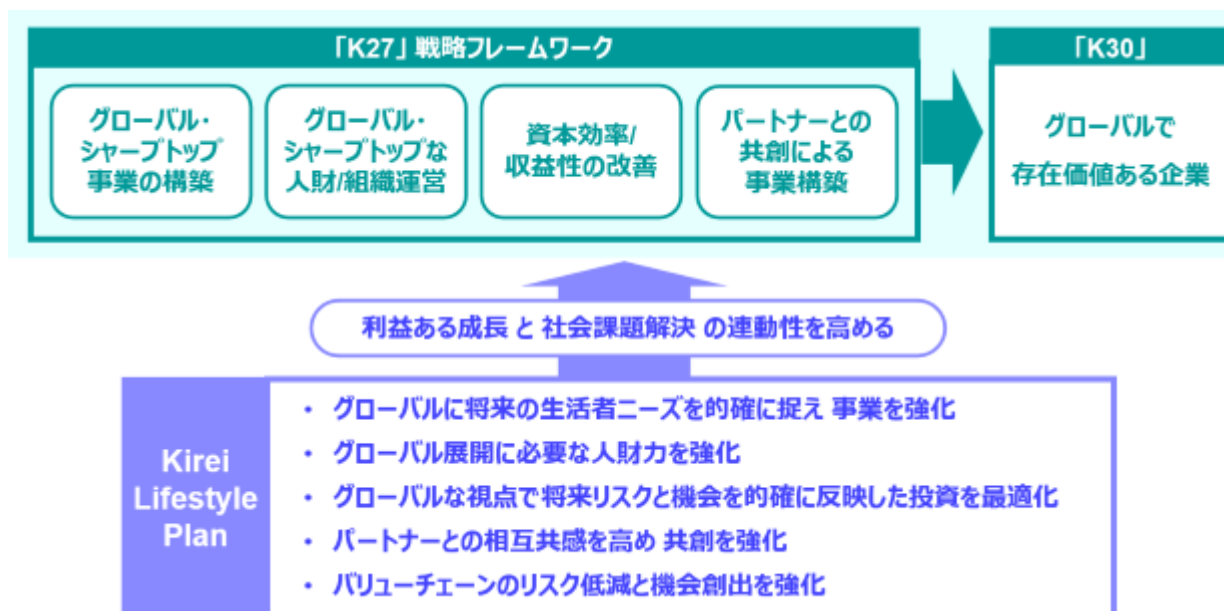 「K27」戦略フレームワーク
グローバル・
シャープトップ
事業の構築
グローバル・
シャープトップな
人財/組織運営
資本効率/
収益性の改善
パートナーとの
共創による
事業構築
「K30」
グローバルで
存在価値ある企業
利益ある成長 と 社会課題解決 の連動性を高める
Kirei
Lifestyle
Plan
・ グローバルに将来の生活者ニーズを的確に捉え 事業を強化
・ グローバル展開に必要な人財力を強化
・ グローバルな視点で将来リスクと機会を的確に反映した投資を最適化
・ パートナーとの相互共感を高め 共創を強化
・ バリューチェーンのリスク低減と機会創出を強化